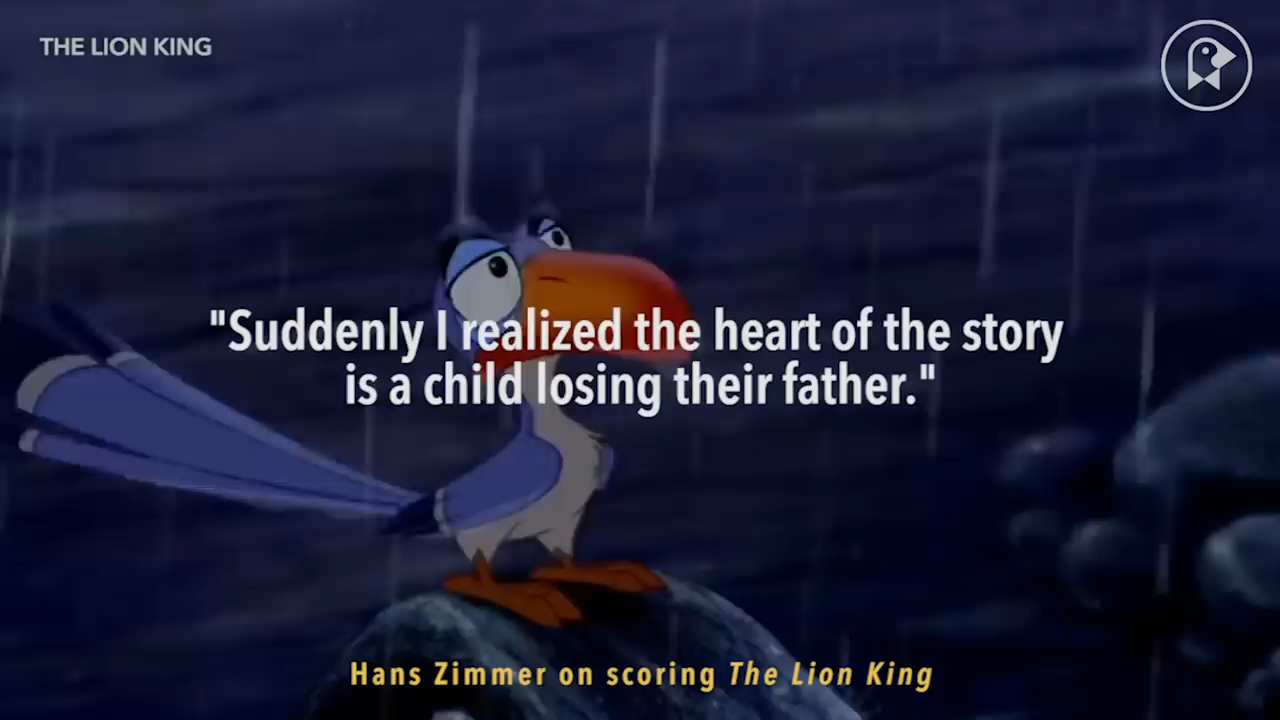 THE LION KING
"Suddenly I realized the heart of the story
is a child losing their father."
Hans Zimmer on scoring The Lion King